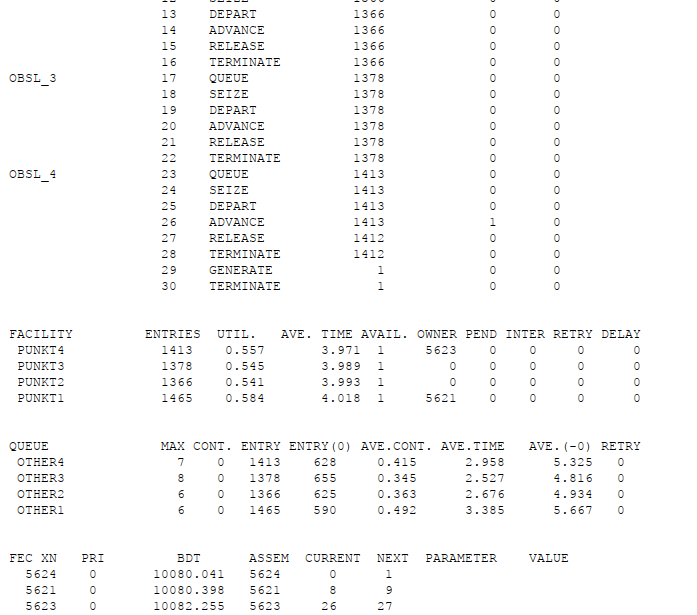 13 DEPART 1366 0 0
14 ADVANCE 1366 0 0
15 RELEASE 1366 0 0
16 TERMINATE 1366 0 0
OBSL_3 17 QUEUE 1378 0 0
18 SEIZE 1378 0 0
19 DEPART 1378 0 0
20 ADVANCE 1378 0 0
21 RELEASE 1378 0 0
22 TERMINATE 1378 0 0
OBSL_4 23 QUEUE 1413 0 0
24 SEIZE 1413 0 0
25 DEPART 1413 0 0
26 ADVANCE 1413 1 0
27 RELEASE 1412 0 0
28 TERMINATE 1412 0 0
29 GENERATE 1 0 0
30 TERMINATE 1 0 0
FACILITY ENTRIES UTIL. AVE. TIME AVAIL. OWNER PEND INTER RETRY DELAY
PUNKT4 1413 0.557 3.971 1 5623 0 0 0 0
PUNKT3 1378 0.545 3.989 1 0 0 0 0 0
PUNKT2 1366 0.541 3.993 1 0 0 0 0 0
PUNKT1 1465 0.584 4.018 1 5621 0 0 0 0
QUEUE MAX CONT. ENTRY ENTRY(0) AVE.CONT. AVE.TIME AVE.(-0) RETRY
OTHER4 7 0 1413 628 0.415 2.958 5.325 0
OTHER3 8 0 1378 655 0.345 2.527 4.816 0
OTHER2 6 0 1366 625 0.363 2.676 4.934 0
OTHER1 6 0 1465 590 0.492 3.385 5.667 0
FEC XN PRI BDT ASSEM CURRENT NEXT PARAMETER VALUE
5624 0 10080.041 5624 0 1
5621 0 10080.398 5621 8 9
5623 0 10082.255 5623 26 27